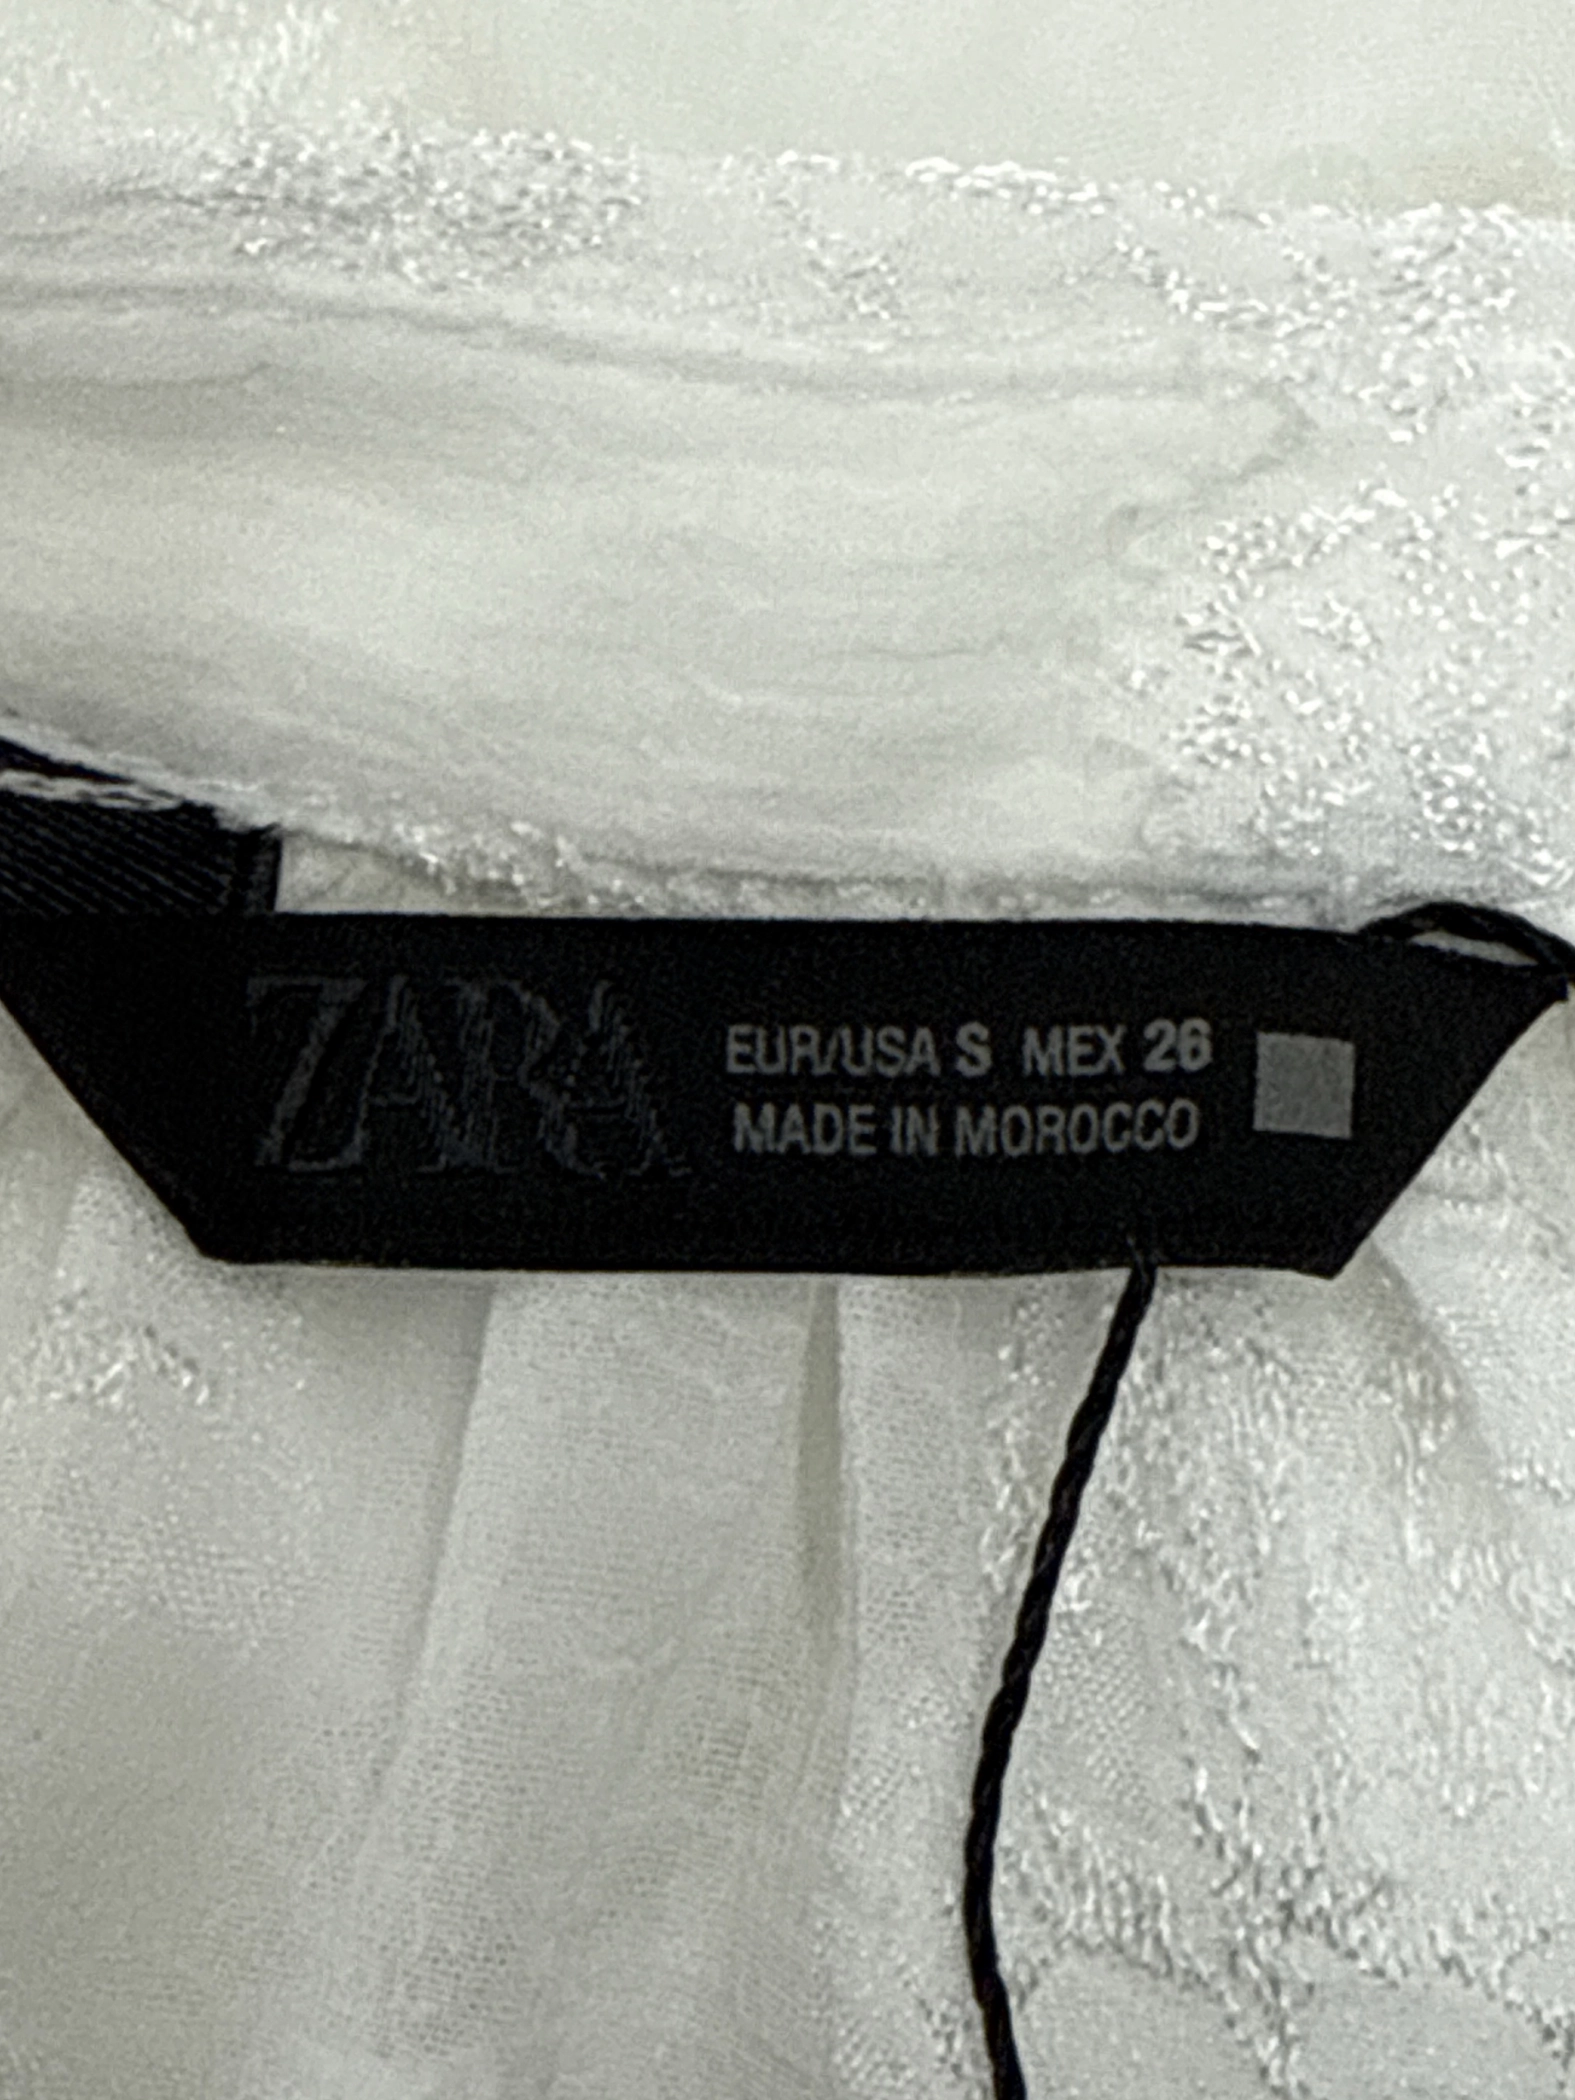 ZARA
EUR/USA S MEX 26
MADE IN MOROCCO